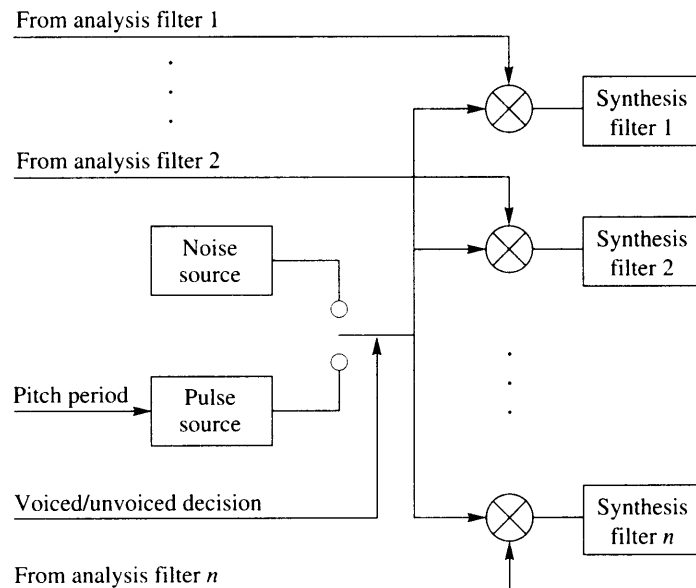 From analysis filter 1
Synthesis
filter 1
From analysis filter 2
Noise
source
Synthesis
filter 2
Pitch period
Pulse
source
Voiced/unvoiced decision
Synthesis
filter n
From analysis filter n